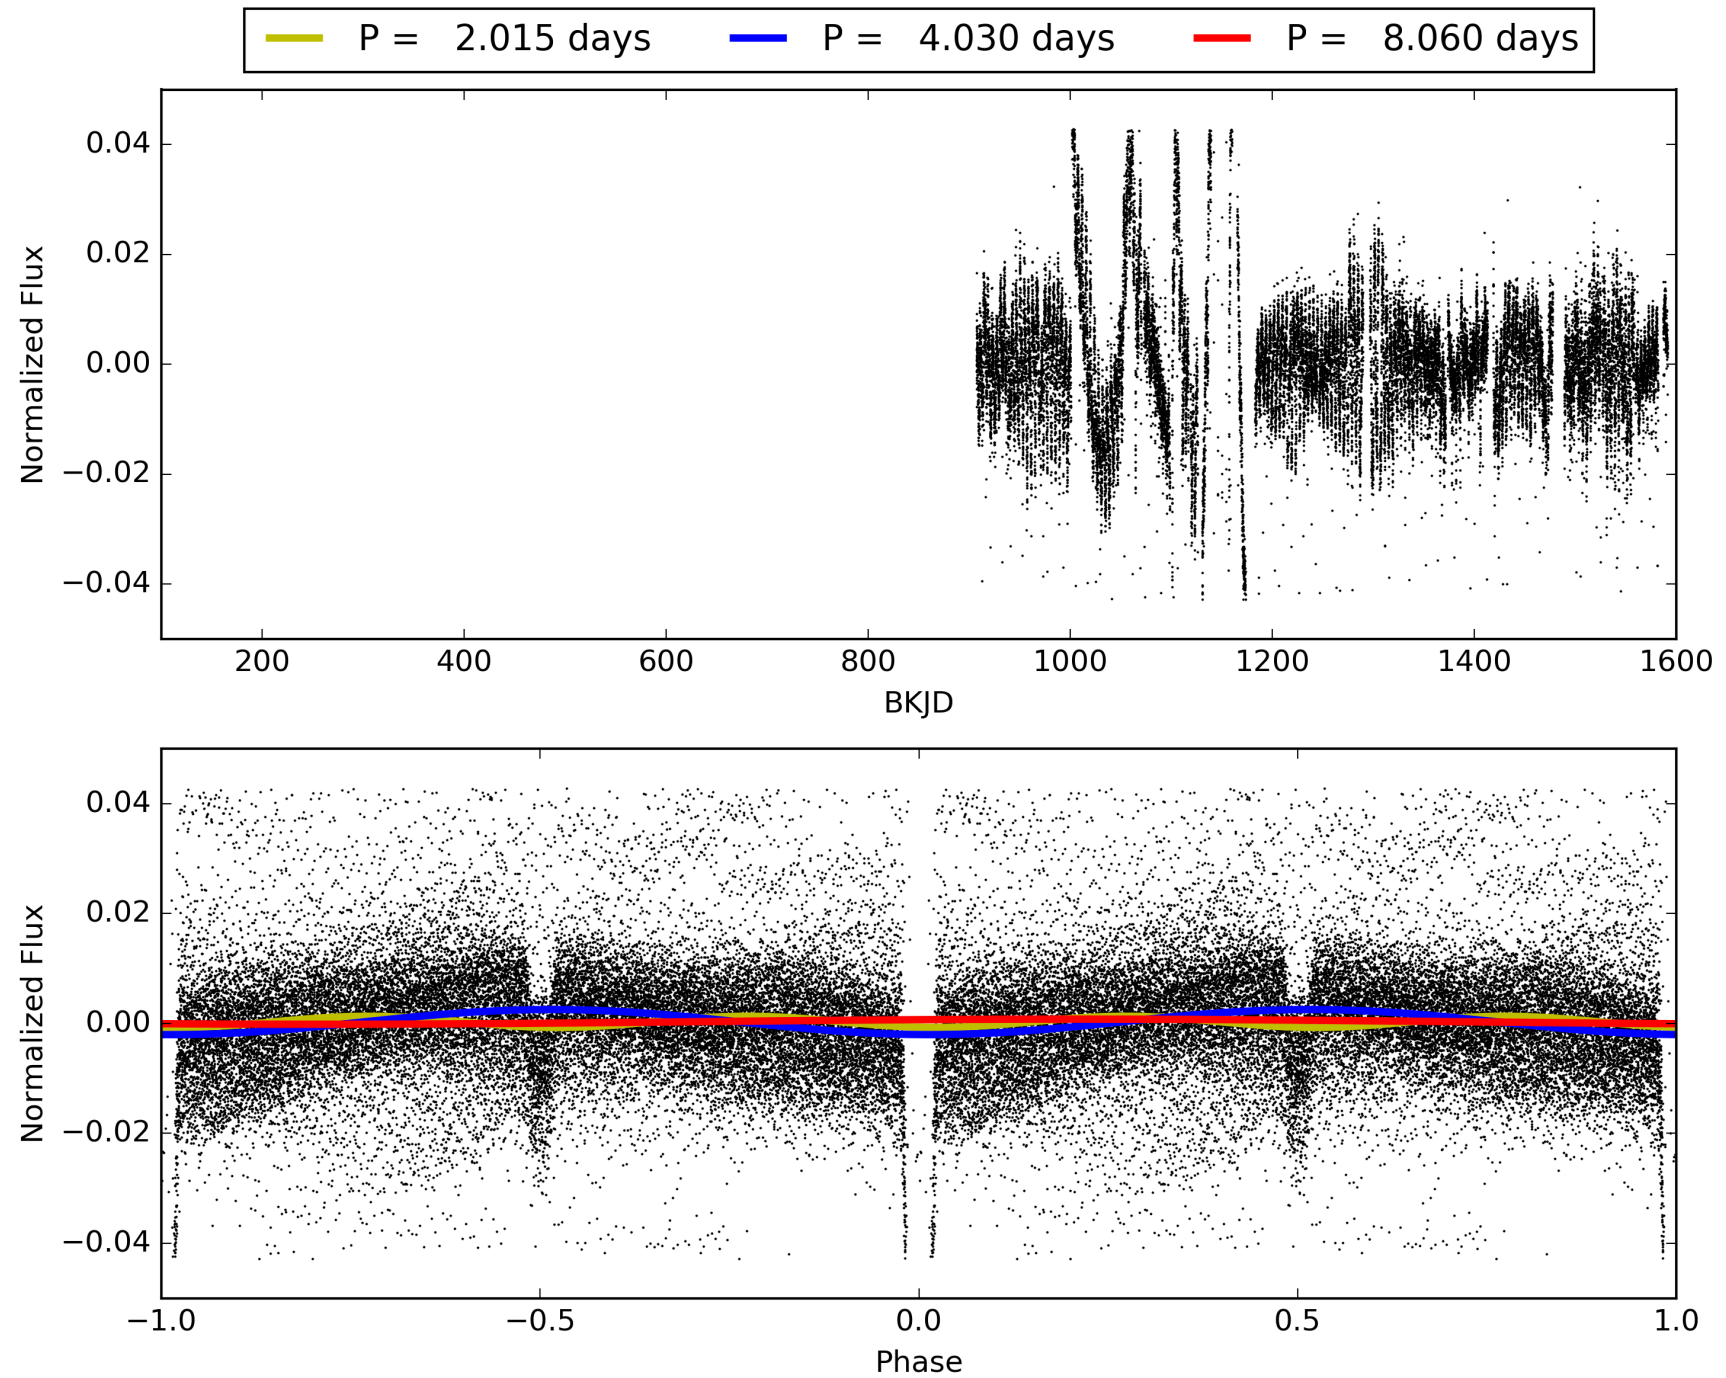 P = 2.015 days P = 4.030 days P = 8.060 days
0.04
0.02
0.00
−0.02
−0.04
Normalized Flux
200 400 600 800 1000 1200 1400 1600
BKJD
0.04
0.02
0.00
−0.02
−0.04
Normalized Flux
−1.0 −0.5 0.0 0.5 1.0
Phase